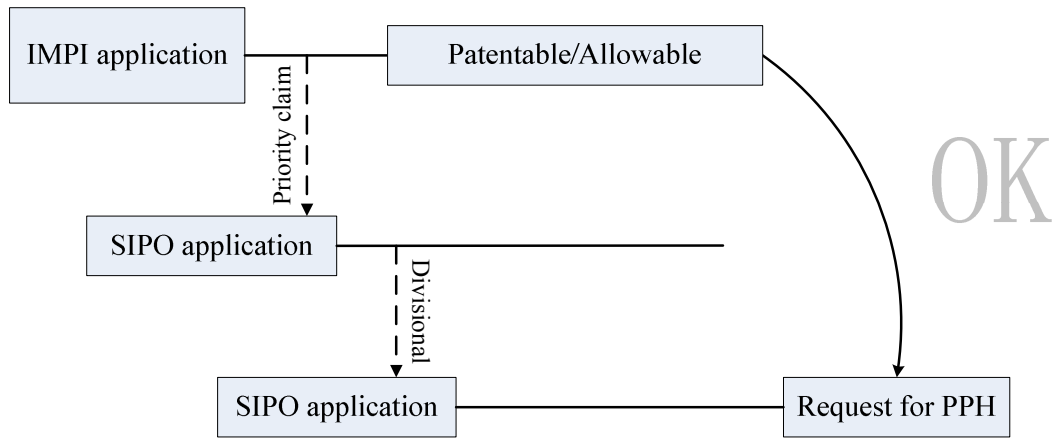 IMPI application
Patentable/Allowable
Priority claim
OK
SIPO application
Divisional
SIPO application
Request for PPH